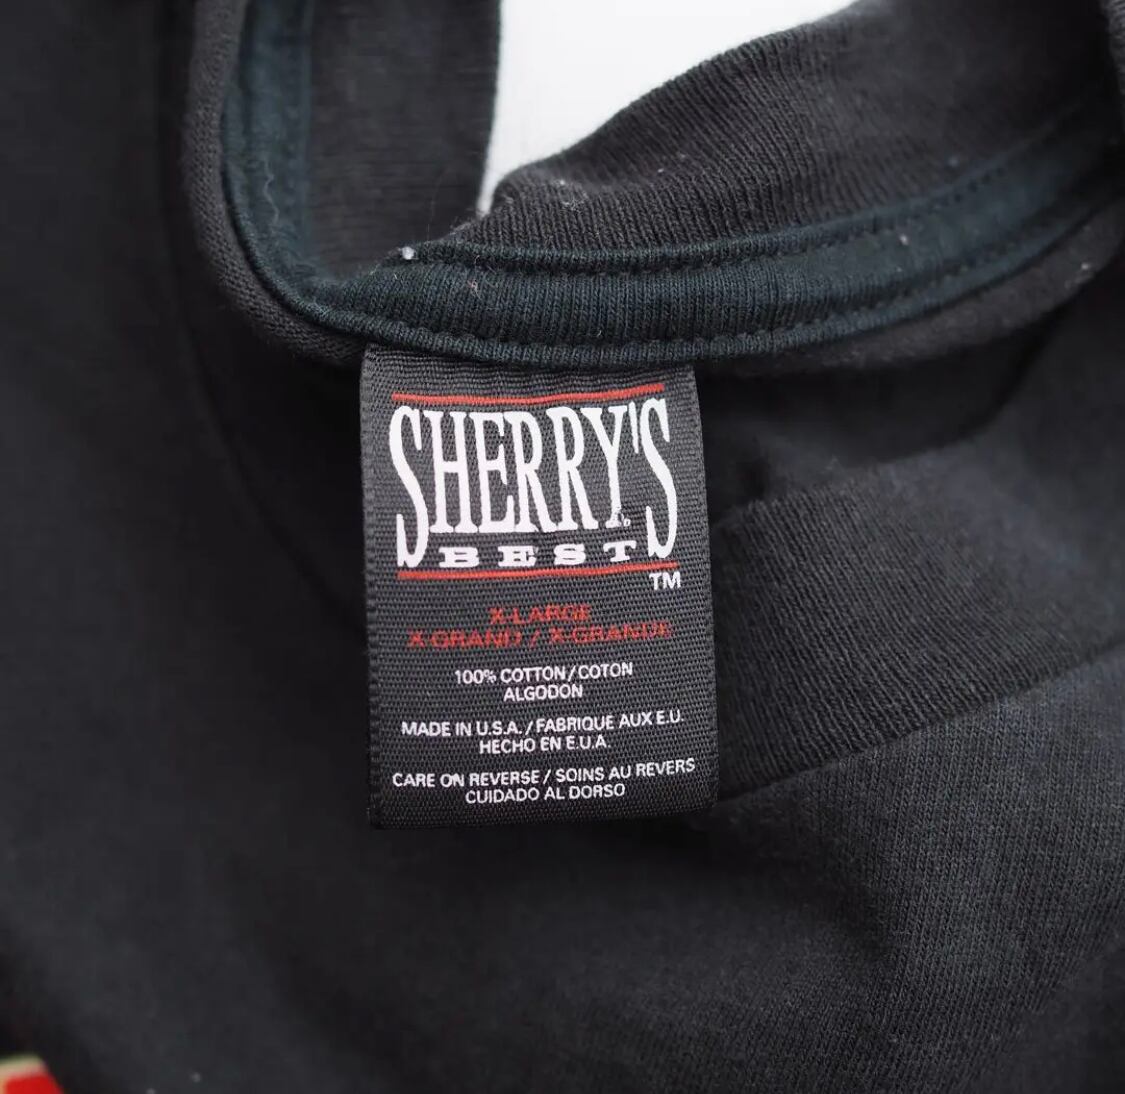 SHERRY'S
BEST
TM
X-LARGE
X-GRAND / X-GRANDE
100% COTTON/COTON
ALGODON
MADE IN U.S.A. / FABRIQUE AUX E.U.
HECHO EN E.U.A.
CARE ON REVERSE / SOINS AU REVERS
CUIDADO AL DORSO